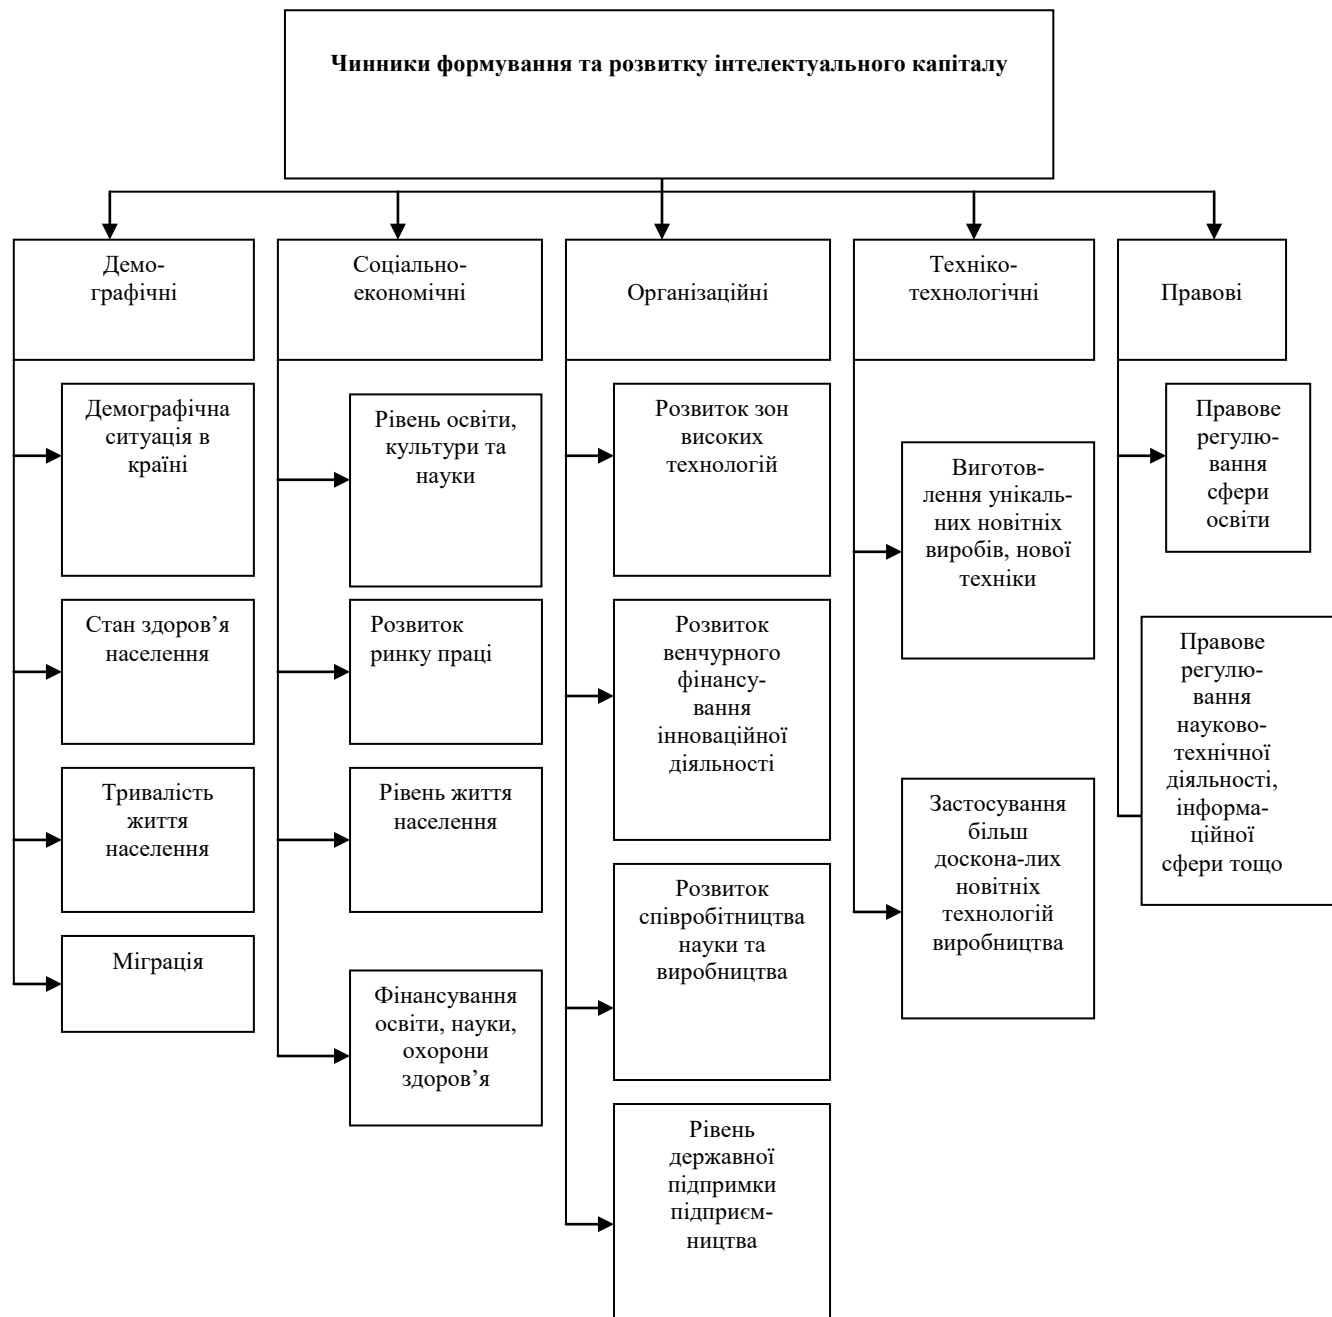 Чинники формування та розвитку інтелектуального капіталу
Демо-
графічні
Соціально-
економічні
Організаційні
Техніко-
технологічні
Правові
Демографічна
ситуація в
країні
Стан здоров’я
населення
Тривалість
життя
населення
Міграція
Рівень освіти,
культури та
науки
Розвиток
ринку праці
Рівень життя
населення
Фінансування
освіти, науки,
охорони
здоров’я
Розвиток зон
високих
технологій
Розвиток
венчурного
фінансу-
вання
інноваційної
діяльності
Розвиток
співробітництва
науки та
виробництва
Рівень
державної
підпримки
підприєм-
ництва
Виготов-
лення унікаль-
них новітніх
виробів, нової
техніки
Застосування
більш
доскона-лих
новітніх
технологій
виробництва
Правове
регулю-
вання
сфери
освіти
Правове
регулю-
вання
науково-
технічної
діяльності,
інформа-
ційної
сфери тощо